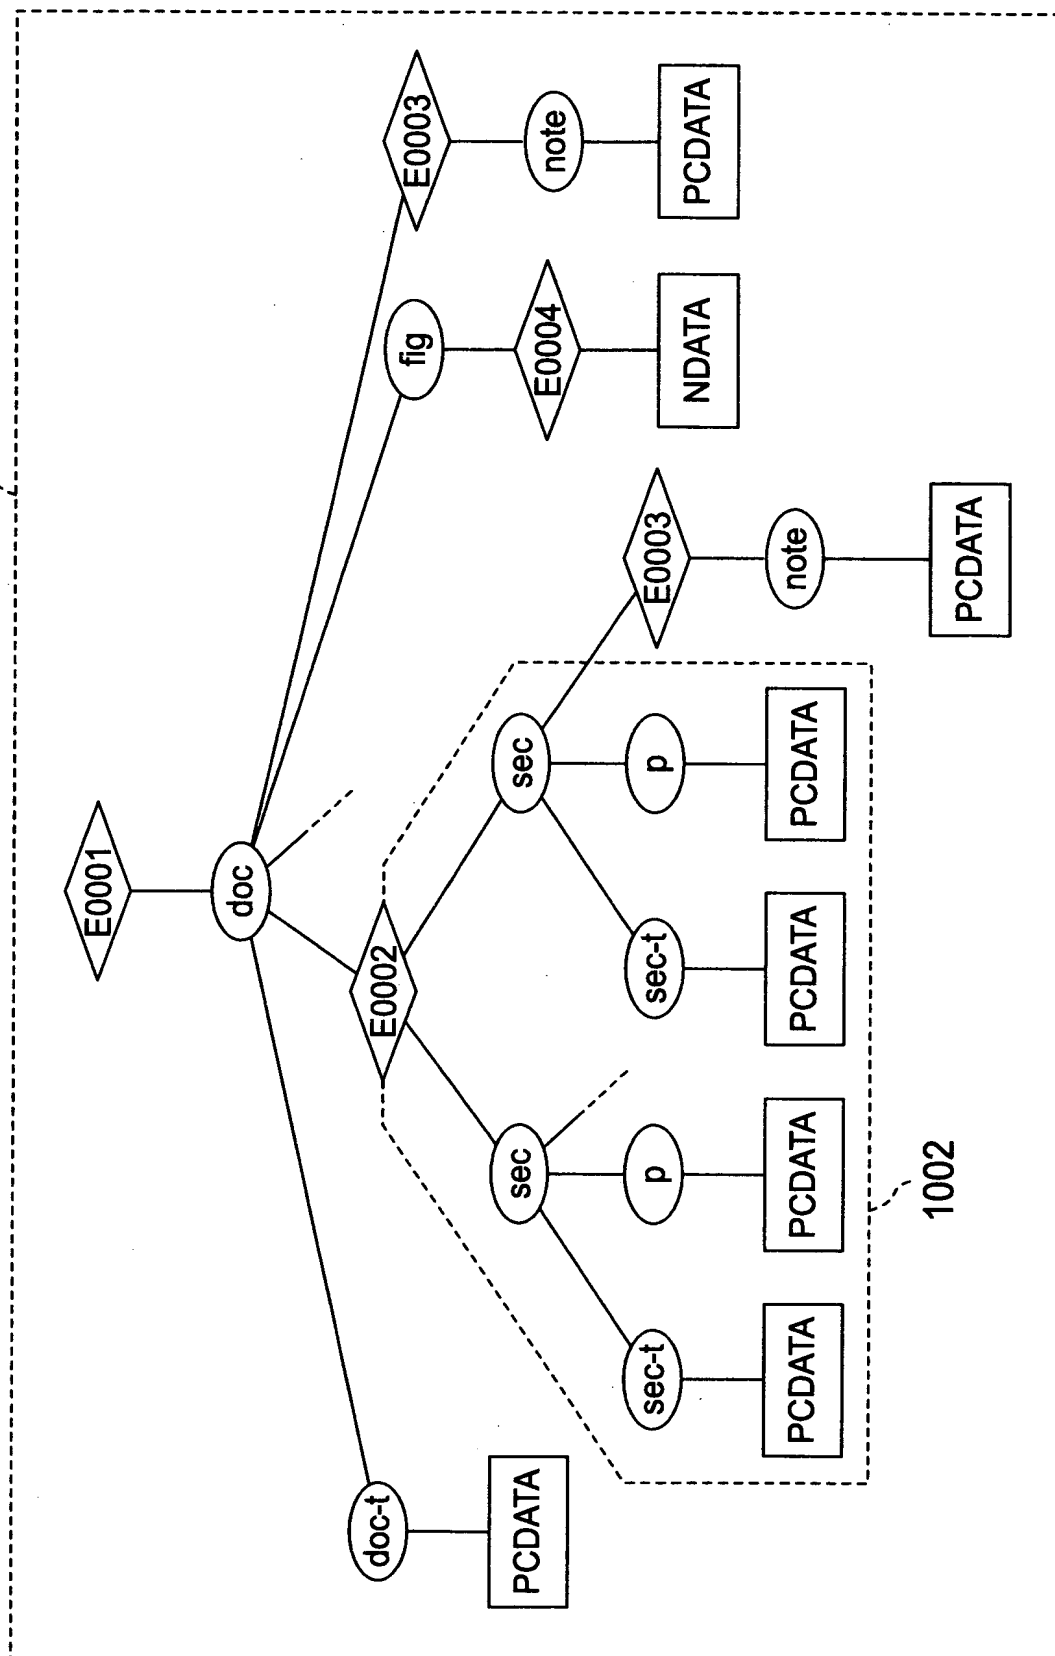 E0001
doc
doc-t
E0002
fig
E0003
PCDATA
sec
sec
E0004
note
sec-t
p
sec-t
p
E0003
NDATA
PCDATA
PCDATA
PCDATA
PCDATA
PCDATA
note
PCDATA
1002